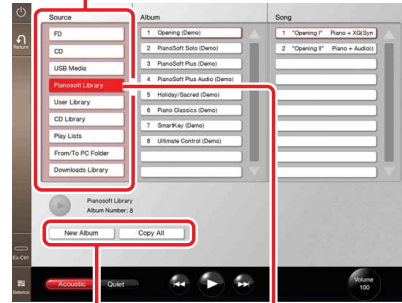 Source
Album
Song
Return
FD
CD
USB Media
Pianosoft Library
User Library
CD Library
Play Lists
From/To PC Folder
Downloads Library
1 Opening (Demo)
2 PianoSoft Solo (Demo)
3 PianoSoft Plus (Demo)
4 PianoSoft Plus Audio (Demo)
5 Holiday/Sacred (Demo)
6 Piano Classics (Demo)
7 SmartKey (Demo)
8 Ultimate Control (Demo)
1 "Opening I" Piano + XG(Syn
2 "Opening II" Piano + Audio(c
Pianosoft Library
Album Number: 8
New Album
Copy All
Ex-Ctrl
Balance
Acoustic
Quiet
Volume
100